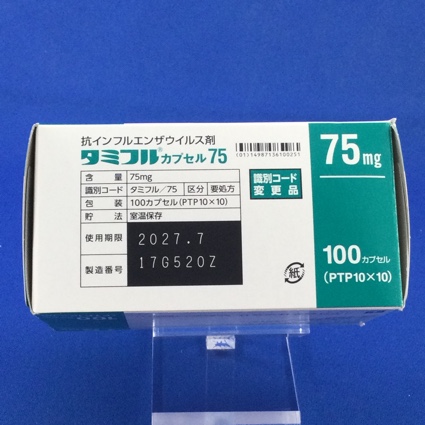 抗インフルエンザウイルス剤
タミフル®カプセル75
(01)14987136100251
含 量 75mg
識別コード タミフル/75 区分 要処方
包 装 100カプセル(PTP10×10)
貯 法 室温保存
使用期限 2027.7
製造番号 17G520Z
識別コード
変更品
紙
75mg
100カプセル
(PTP10×10)